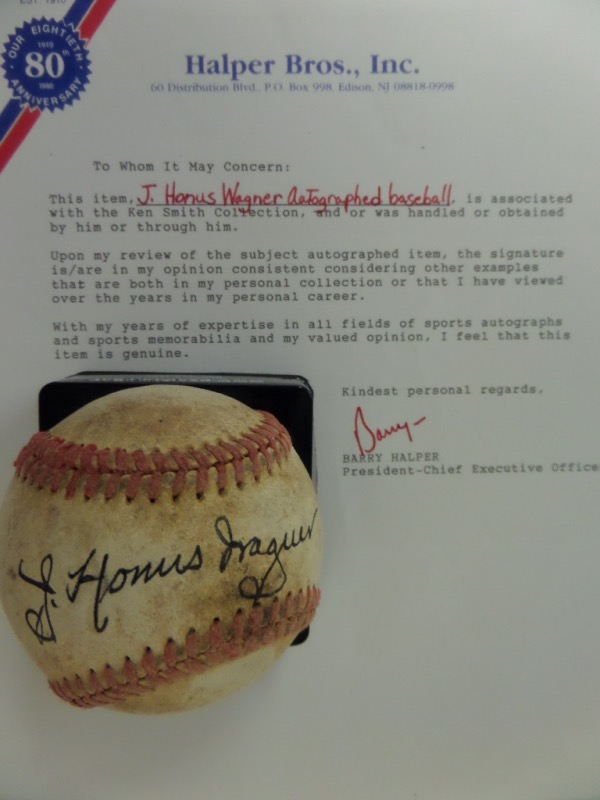 EST 1910
OUR EIGHTIETH
1910
80th
1990
ANNIVERSARY
Halper Bros., Inc.
60 Distribution Blvd., P.O. Box 998, Edison, NJ 08818-0998
To Whom It May Concern:
This item, J. Honus Wagner Autographed baseball, is associated
with the Ken Smith Collection, and or was handled or obtained
by him or through him.
Upon my review of the subject autographed item, the signature
is/are in my opinion consistent considering other examples
that are both in my personal collection or that I have viewed
over the years in my personal career.
With my years of expertise in all fields of sports autographs
and sports memorabilia and my valued opinion, I feel that this
item is genuine.
Kindest personal regards,
Barry
BARRY HALPER
President-Chief Executive Office
J. Honus Wagner